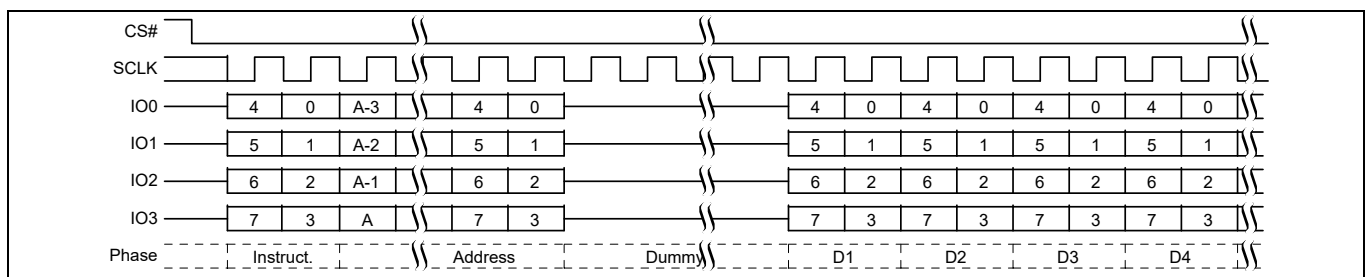 CS#
SCLK
IO0 4 0 A-3 4 0 4 0 4 0 4 0 4 0
IO1 5 1 A-2 5 1 5 1 5 1 5 1 5 1
IO2 6 2 A-1 6 2 6 2 6 2 6 2 6 2
IO3 7 3 A 7 3 7 3 7 3 7 3 7 3
Phase Instruct. Address Dummy D1 D2 D3 D4